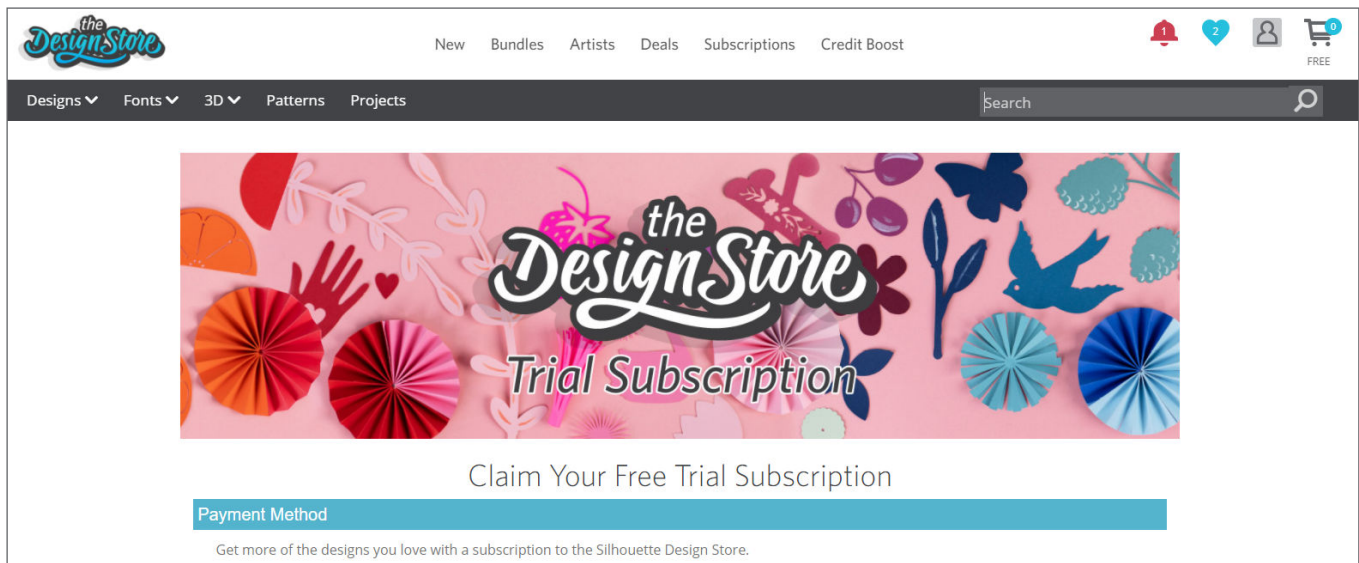 the
Design Store
New Bundles Artists Deals Subscriptions Credit Boost
1
2
0
FREE
Designs Fonts 3D Patterns Projects
Search
the
Design Store
Trial Subscription
Claim Your Free Trial Subscription
Payment Method
Get more of the designs you love with a subscription to the Silhouette Design Store.